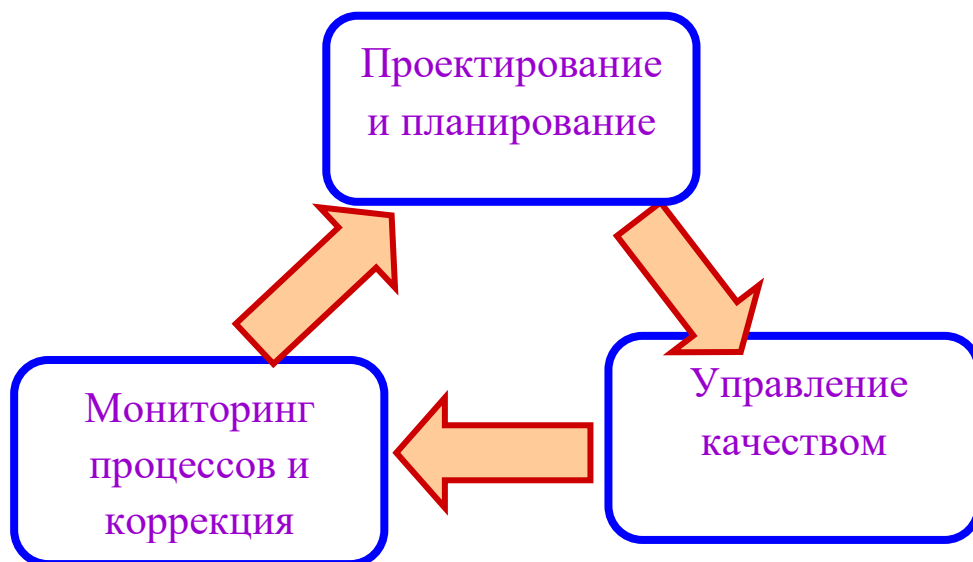 Проектирование
и планирование
Управление
качеством
Мониторинг
процессов и
коррекция